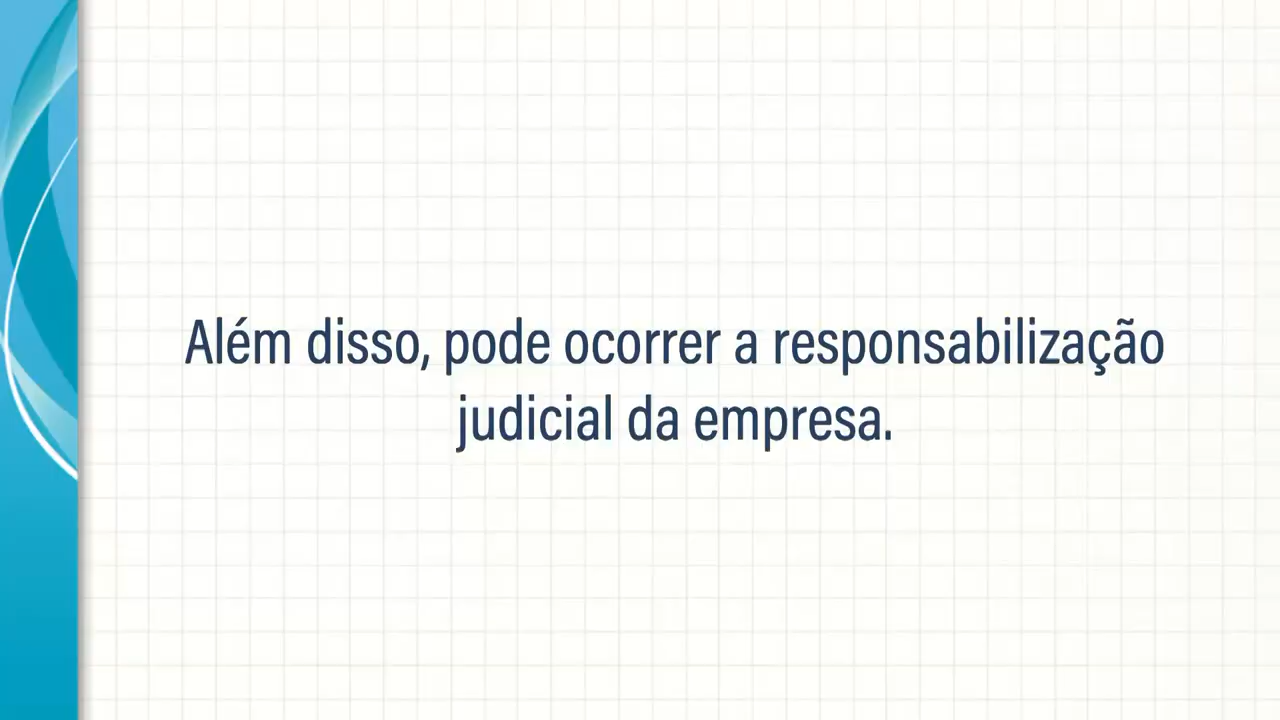 Além disso, pode ocorrer a responsabilização
judicial da empresa.